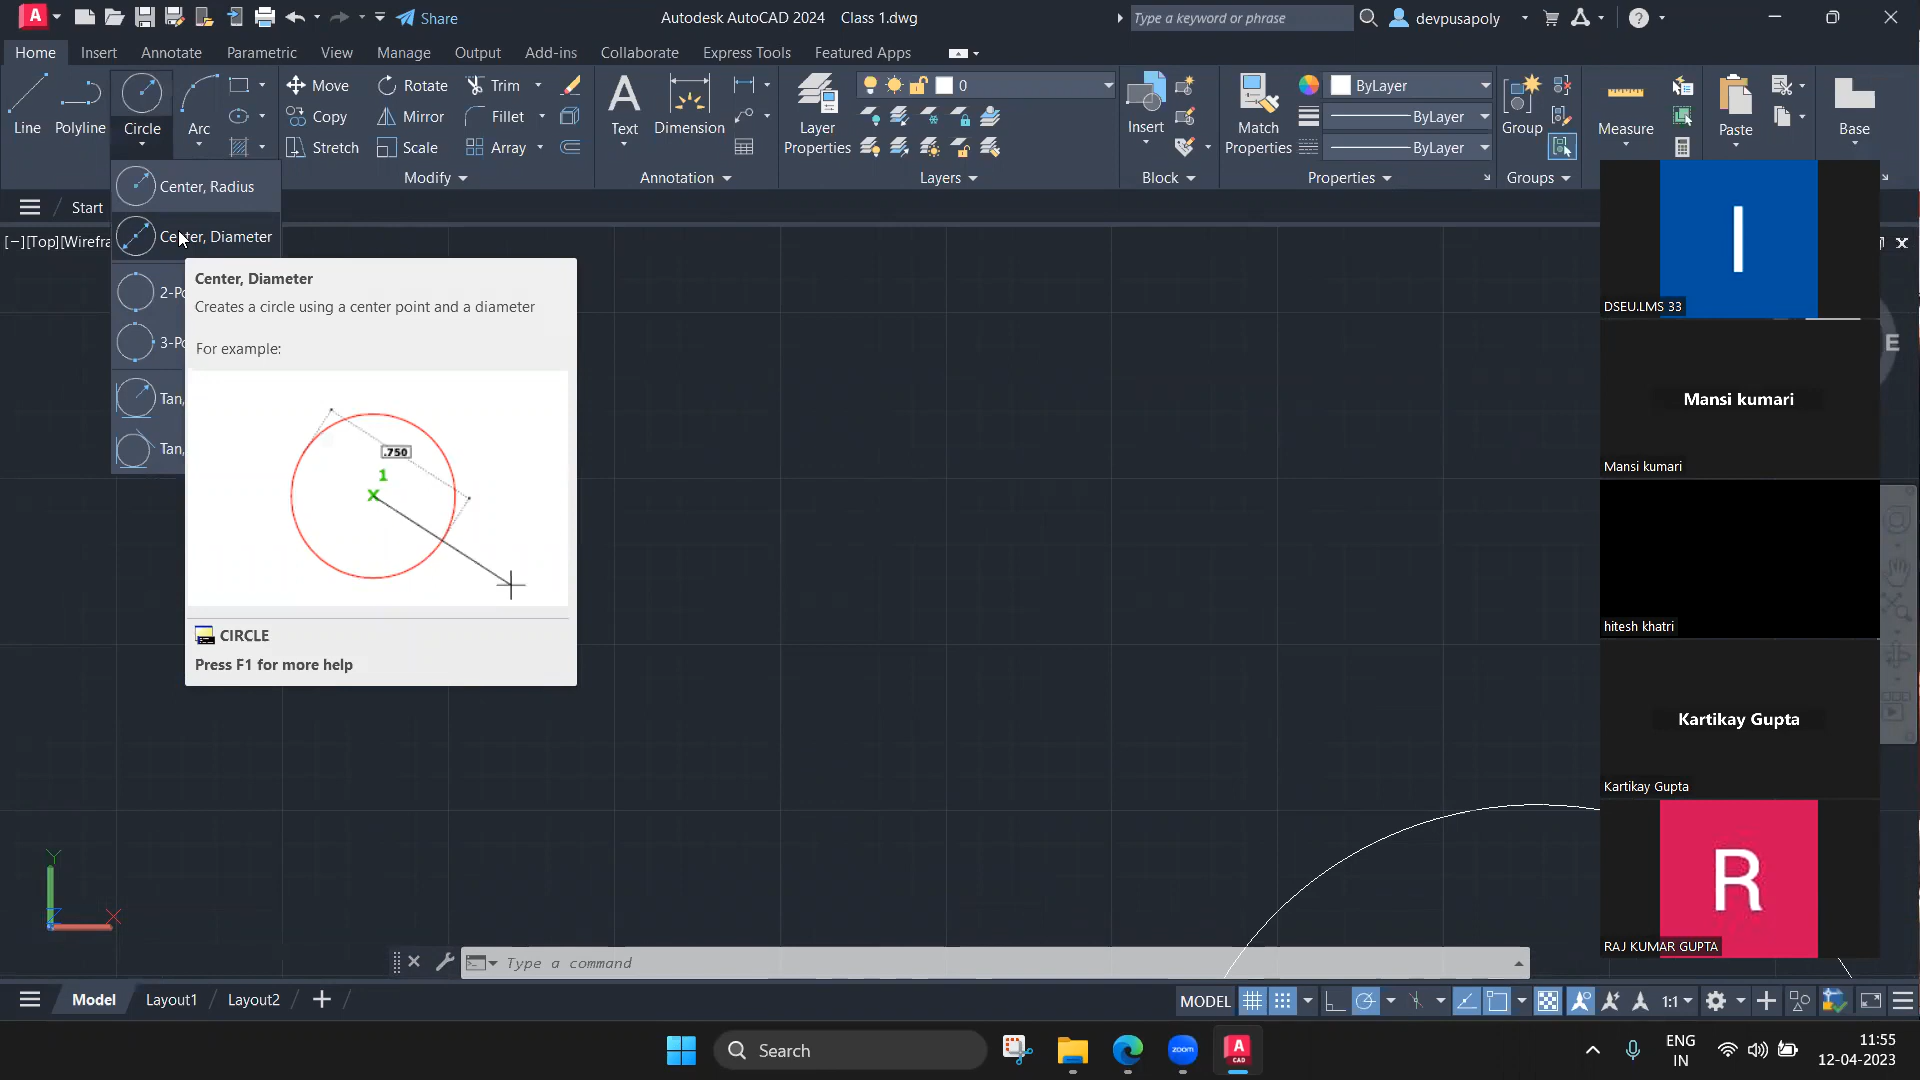 Share
Autodesk AutoCAD 2024 Class 1.dwg
Type a keyword or phrase
devpusapoly
Home Insert Annotate Parametric View Manage Output Add-ins Collaborate Express Tools Featured Apps
Line Polyline Circle Arc
Move Rotate Trim
Copy Mirror Fillet
Stretch Scale Array
Modify
Text Dimension
Annotation
Layer Properties
0
Layers
Insert
Block
Match Properties
ByLayer
ByLayer
ByLayer
Properties
Group
Groups
Measure
Paste
Base
Start
[−][Top][Wirefra
Center, Radius
Center, Diameter
2-Po
3-Po
Tan,
Tan,
Center, Diameter
Creates a circle using a center point and a diameter
For example:
.750
1
CIRCLE
Press F1 for more help
E
I
DSEU.LMS 33
Mansi kumari
Mansi kumari
hitesh khatri
Kartikay Gupta
Kartikay Gupta
R
RAJ KUMAR GUPTA
Y
X
Z
Type a command
Model Layout1 Layout2
MODEL
1:1
Search
zoom
A
CAD
ENG
IN
11:55
12-04-2023